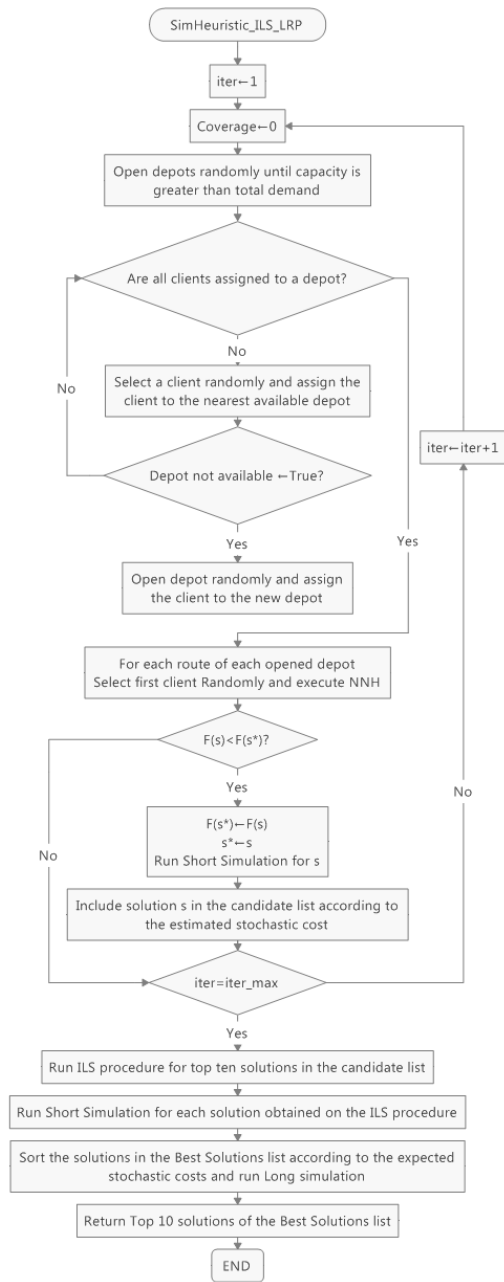 SimHeuristic_ILS_LRP
iter←1
Coverage←0
Open depots randomly until capacity is
greater than total demand
Are all clients assigned to a depot?
No
No
Select a client randomly and assign the
client to the nearest available depot
iter←iter+1
Depot not available ←True?
Yes
Yes
Open depot randomly and assign
the client to the new depot
For each route of each opened depot
Select first client Randomly and execute NNH
F(s)<F(s*)?
Yes
No
F(s*)←F(s)
s*←s
Run Short Simulation for s
No
Include solution s in the candidate list according to
the estimated stochastic cost
iter=iter_max
Yes
Run ILS procedure for top ten solutions in the candidate list
Run Short Simulation for each solution obtained on the ILS procedure
Sort the solutions in the Best Solutions list according to the expected
stochastic costs and run Long simulation
Return Top 10 solutions of the Best Solutions list
END